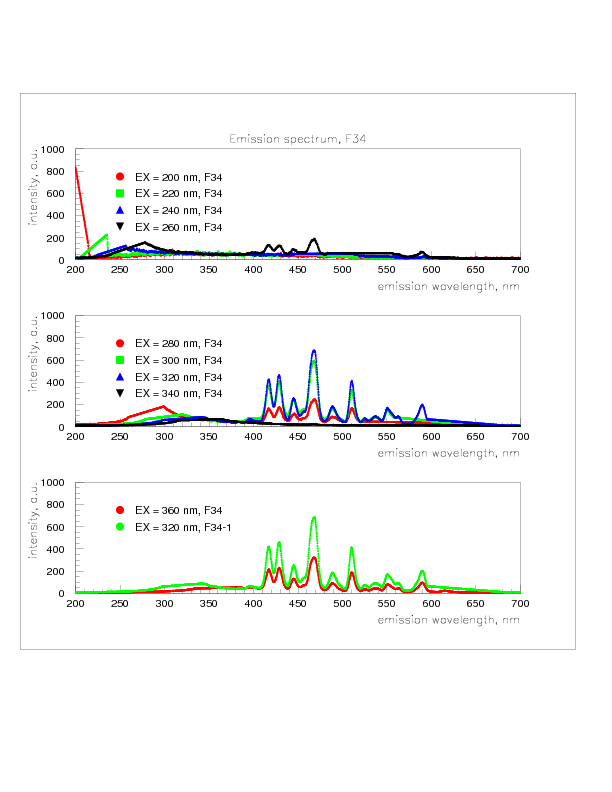 Emission spectrum, F34
intensity, a.u.
1000
800
600
400
200
0
EX = 200 nm, F34
EX = 220 nm, F34
EX = 240 nm, F34
EX = 260 nm, F34
200 250 300 350 400 450 500 550 600 650 700
emission wavelength, nm
intensity, a.u.
1000
800
600
400
200
0
EX = 280 nm, F34
EX = 300 nm, F34
EX = 320 nm, F34
EX = 340 nm, F34
200 250 300 350 400 450 500 550 600 650 700
emission wavelength, nm
intensity, a.u.
1000
800
600
400
200
0
EX = 360 nm, F34
EX = 320 nm, F34-1
200 250 300 350 400 450 500 550 600 650 700
emission wavelength, nm